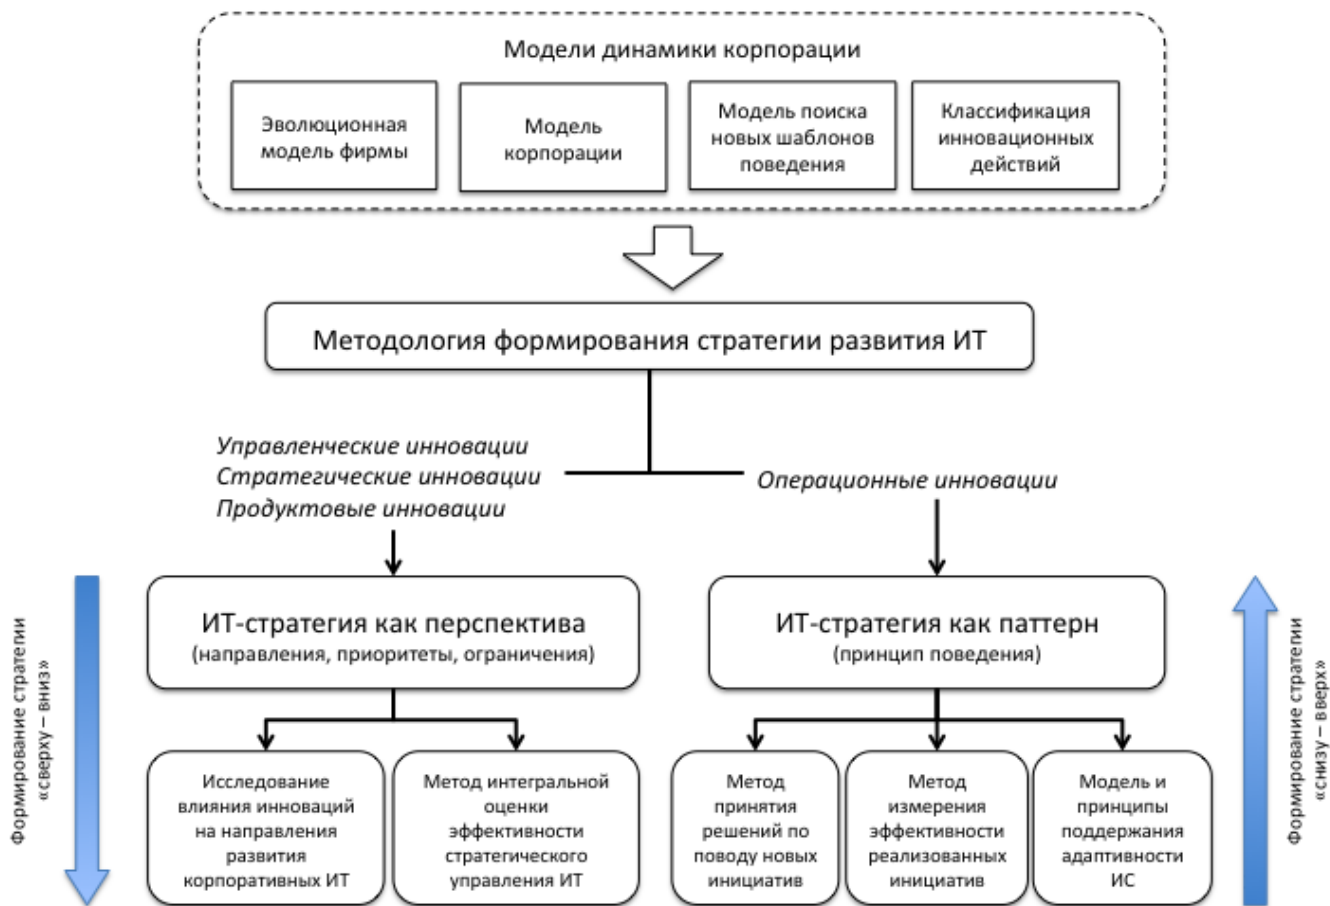 Модели динамики корпорации
Эволюционная
модель фирмы
Модель
корпорации
Модель поиска
новых шаблонов
поведения
Классификация
инновационных
действий
Методология формирования стратегии развития ИТ
Управленческие инновации
Стратегические инновации
Продуктовые инновации
Операционные инновации
Формирование стратегии
«сверху – вниз»
ИТ-стратегия как перспектива
(направления, приоритеты, ограничения)
ИТ-стратегия как паттерн
(принцип поведения)
Формирование стратегии
«снизу – вверх»
Исследование
влияния инноваций
на направления
развития
корпоративных ИТ
Метод интегральной
оценки
эффективности
стратегического
управления ИТ
Метод
принятия
решений по
поводу новых
инициатив
Метод
измерения
эффективности
реализованных
инициатив
Модель и
принципы
поддержания
адаптивности
ИС